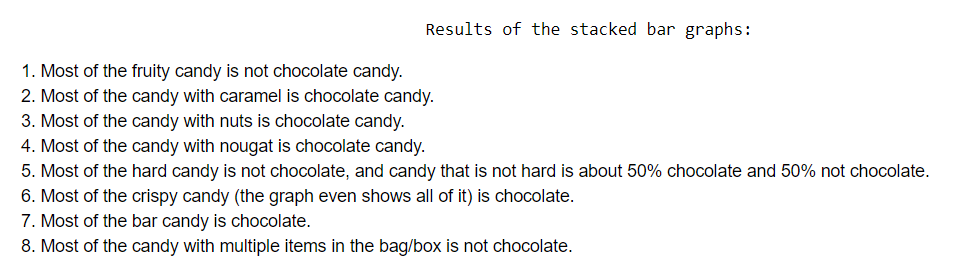 Results of the stacked bar graphs:
1. Most of the fruity candy is not chocolate candy.
2. Most of the candy with caramel is chocolate candy.
3. Most of the candy with nuts is chocolate candy.
4. Most of the candy with nougat is chocolate candy.
5. Most of the hard candy is not chocolate, and candy that is not hard is about 50% chocolate and 50% not chocolate.
6. Most of the crispy candy (the graph even shows all of it) is chocolate.
7. Most of the bar candy is chocolate.
8. Most of the candy with multiple items in the bag/box is not chocolate.